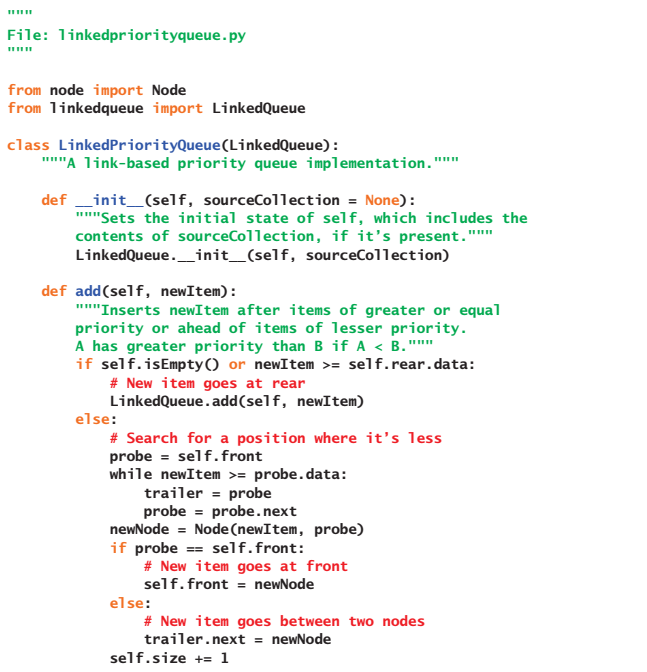 """
File: linkedpriorityqueue.py
"""

from node import Node
from linkedqueue import LinkedQueue

class LinkedPriorityQueue(LinkedQueue):
    """A link-based priority queue implementation."""

    def __init__(self, sourceCollection = None):
        """Sets the initial state of self, which includes the
        contents of sourceCollection, if it’s present."""
        LinkedQueue.__init__(self, sourceCollection)

    def add(self, newItem):
        """Inserts newItem after items of greater or equal
        priority or ahead of items of lesser priority.
        A has greater priority than B if A < B."""
        if self.isEmpty() or newItem >= self.rear.data:
            # New item goes at rear
            LinkedQueue.add(self, newItem)
        else:
            # Search for a position where it’s less
            probe = self.front
            while newItem >= probe.data:
                trailer = probe
                probe = probe.next
            newNode = Node(newItem, probe)
            if probe == self.front:
                # New item goes at front
                self.front = newNode
            else:
                # New item goes between two nodes
                trailer.next = newNode
            self.size += 1